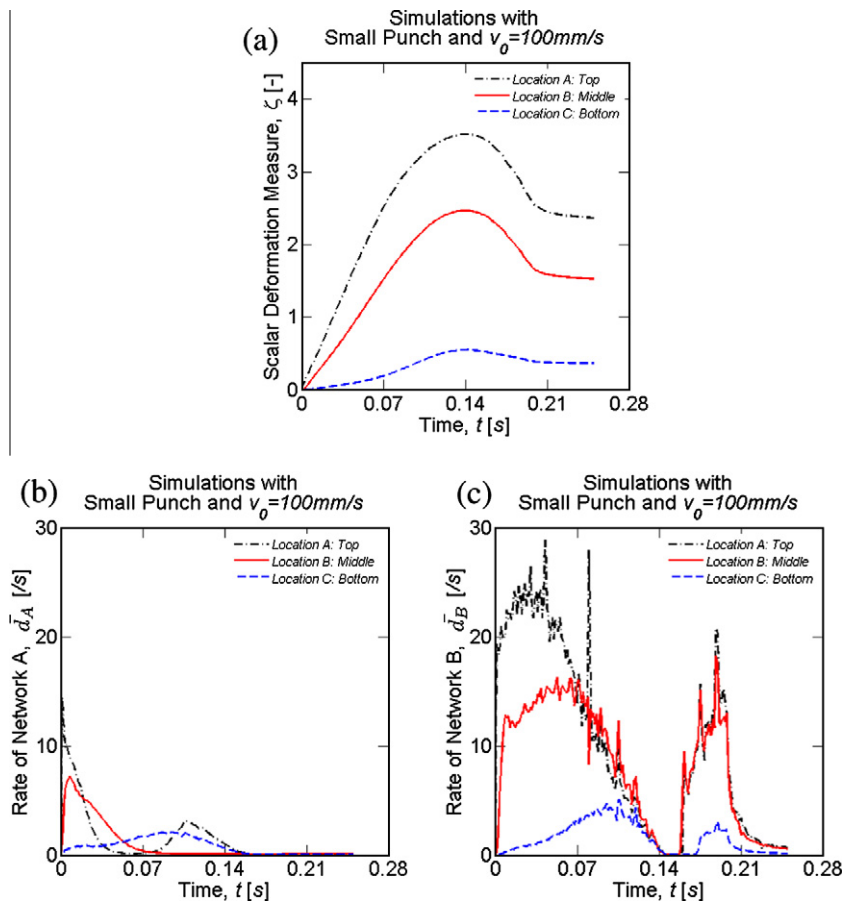 (a)
Simulations with
Small Punch and v0=100mm/s
Scalar Deformation Measure, ζ [-]
4
3
2
1
0
Location A: Top
Location B: Middle
Location C: Bottom
0 0.07 0.14 0.21 0.28
Time, t [s]
(b)
Simulations with
Small Punch and v0=100mm/s
Rate of Network A, d̄A [/s]
30
20
10
0
Location A: Top
Location B: Middle
Location C: Bottom
0 0.07 0.14 0.21 0.28
Time, t [s]
(c)
Simulations with
Small Punch and v0=100mm/s
Rate of Network B, d̄B [/s]
30
20
10
0
Location A: Top
Location B: Middle
Location C: Bottom
0 0.07 0.14 0.21 0.28
Time, t [s]